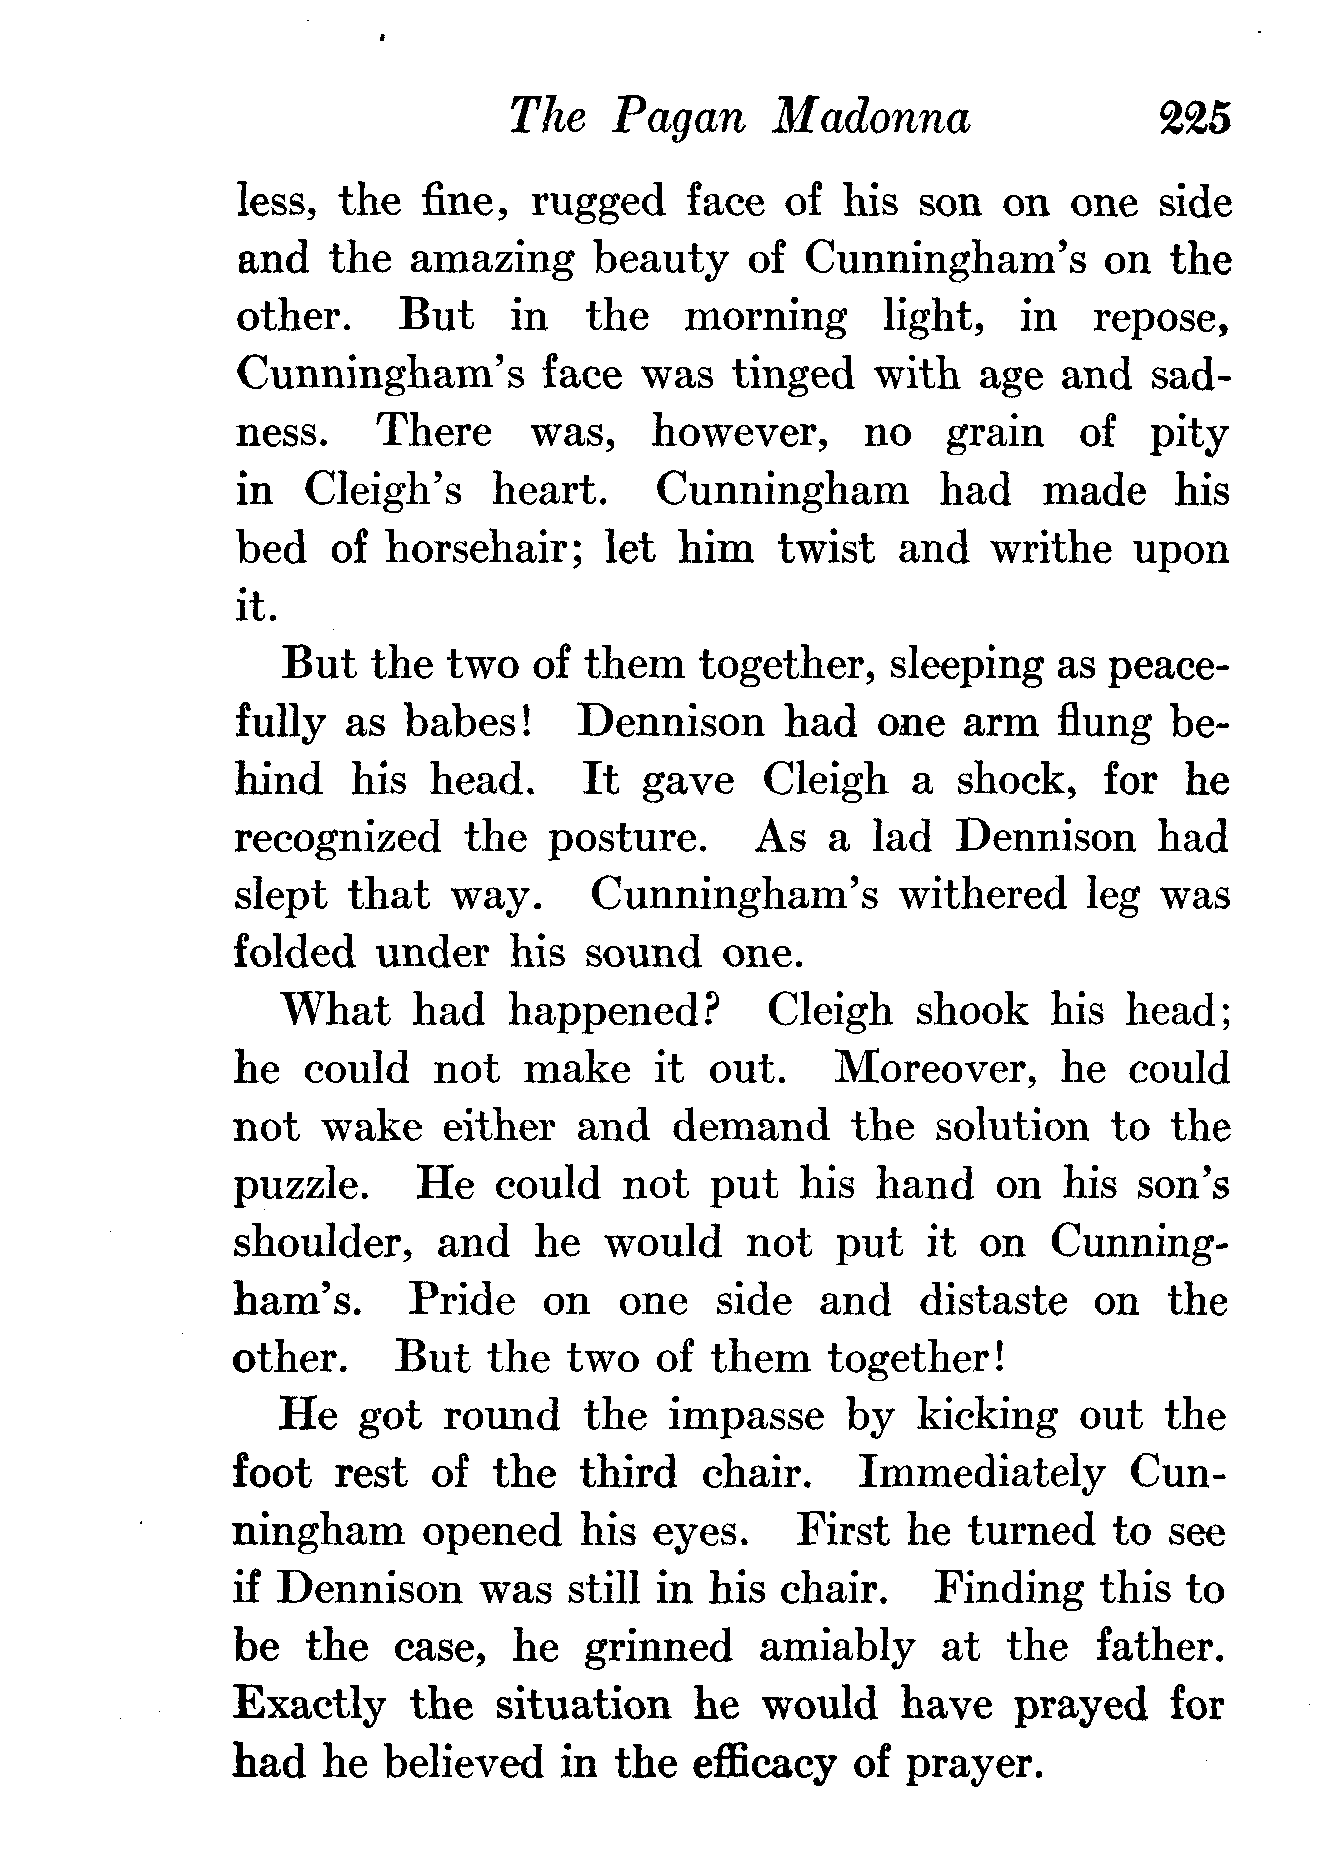 The Pagan Madonna 225
less, the fine, rugged face of his son on one side
and the amazing beauty of Cunningham's on the
other. But in the morning light, in repose,
Cunningham's face was tinged with age and sad-
ness. There was, however, no grain of pity
in Cleigh's heart. Cunningham had made his
bed of horsehair; let him twist and writhe upon
it.
But the two of them together, sleeping as peace-
fully as babes! Dennison had one arm flung be-
hind his head. It gave Cleigh a shock, for he
recognized the posture. As a lad Dennison had
slept that way. Cunningham's withered leg was
folded under his sound one.
What had happened? Cleigh shook his head;
he could not make it out. Moreover, he could
not wake either and demand the solution to the
puzzle. He could not put his hand on his son's
shoulder, and he would not put it on Cunning-
ham's. Pride on one side and distaste on the
other. But the two of them together!
He got round the impasse by kicking out the
foot rest of the third chair. Immediately Cun-
ningham opened his eyes. First he turned to see
if Dennison was still in his chair. Finding this to
be the case, he grinned amiably at the father.
Exactly the situation he would have prayed for
had he believed in the efficacy of prayer.